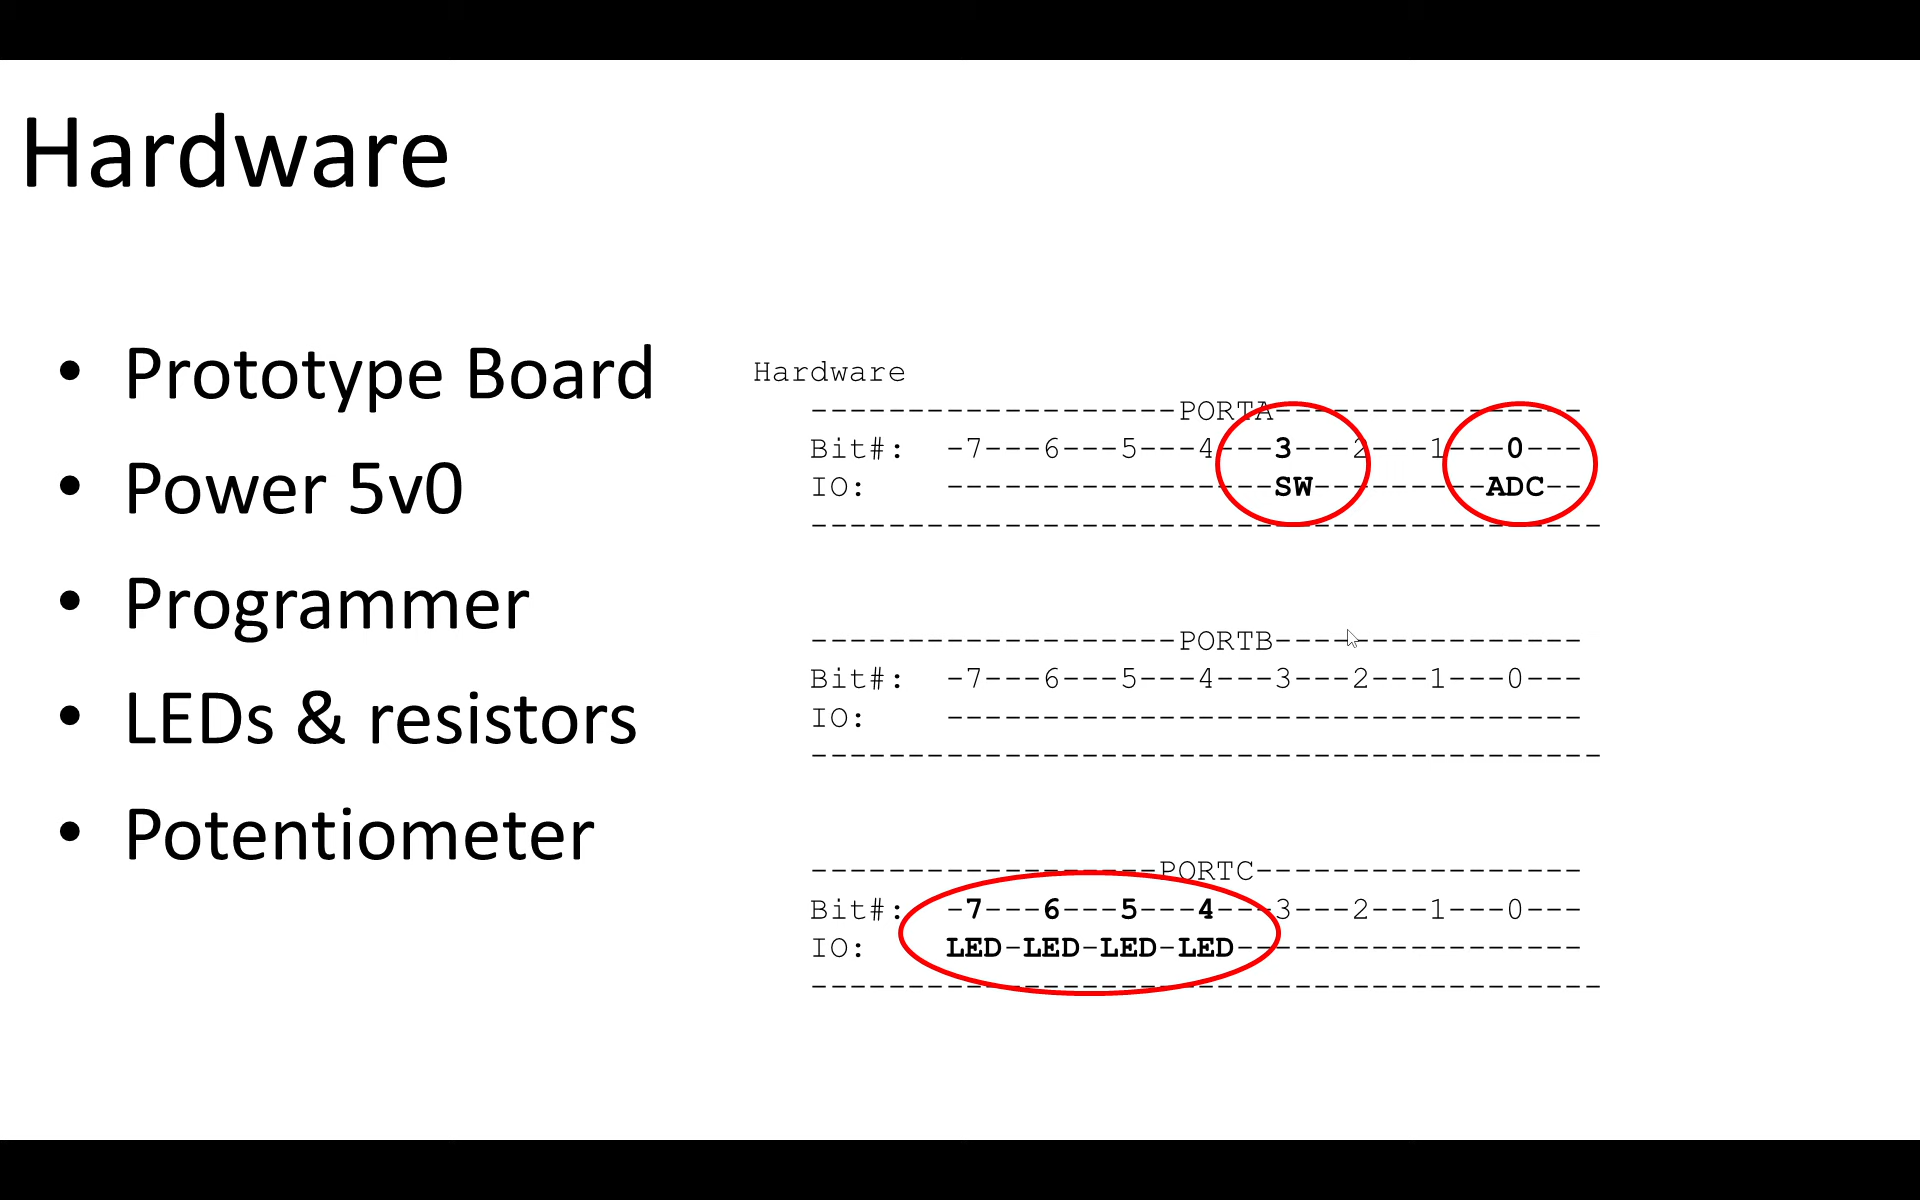 Hardware
• Prototype Board
• Power 5v0
• Programmer
• LEDs & resistors
• Potentiometer
Hardware
-------------------PORTA----------------
Bit#: -7---6---5---4---3---2---1---0---
IO: -----------------SW---------ADC--
-----------------------------------------
-------------------PORTB----------------
Bit#: -7---6---5---4---3---2---1---0---
IO: ---------------------------------
-----------------------------------------
------------------PORTC-----------------
Bit#: -7---6---5---4---3---2---1---0---
IO: LED-LED-LED-LED------------------
-----------------------------------------